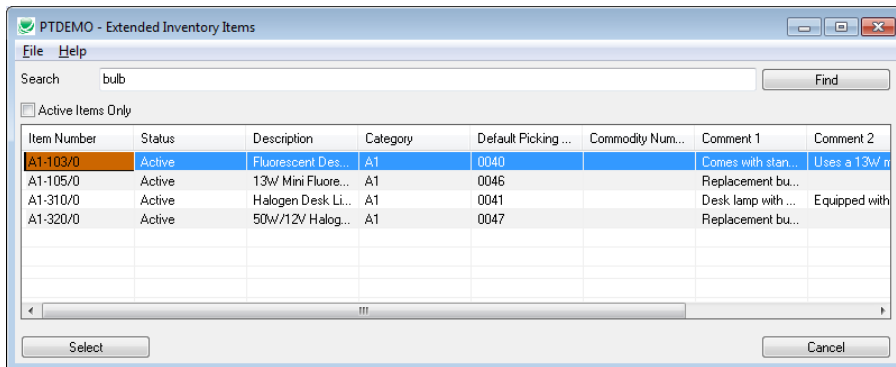 PTDEMO - Extended Inventory Items
File Help
Search bulb Find
Active Items Only
Item Number Status Description Category Default Picking ... Commodity Num... Comment 1 Comment 2
A1-103/0 Active Fluorescent Des... A1 0040 Comes with stan... Uses a 13W m
A1-105/0 Active 13W Mini Fluore... A1 0046 Replacement bu...
A1-310/0 Active Halogen Desk Li... A1 0041 Desk lamp with ... Equipped with
A1-320/0 Active 50W/12V Halog... A1 0047 Replacement bu...
Select Cancel